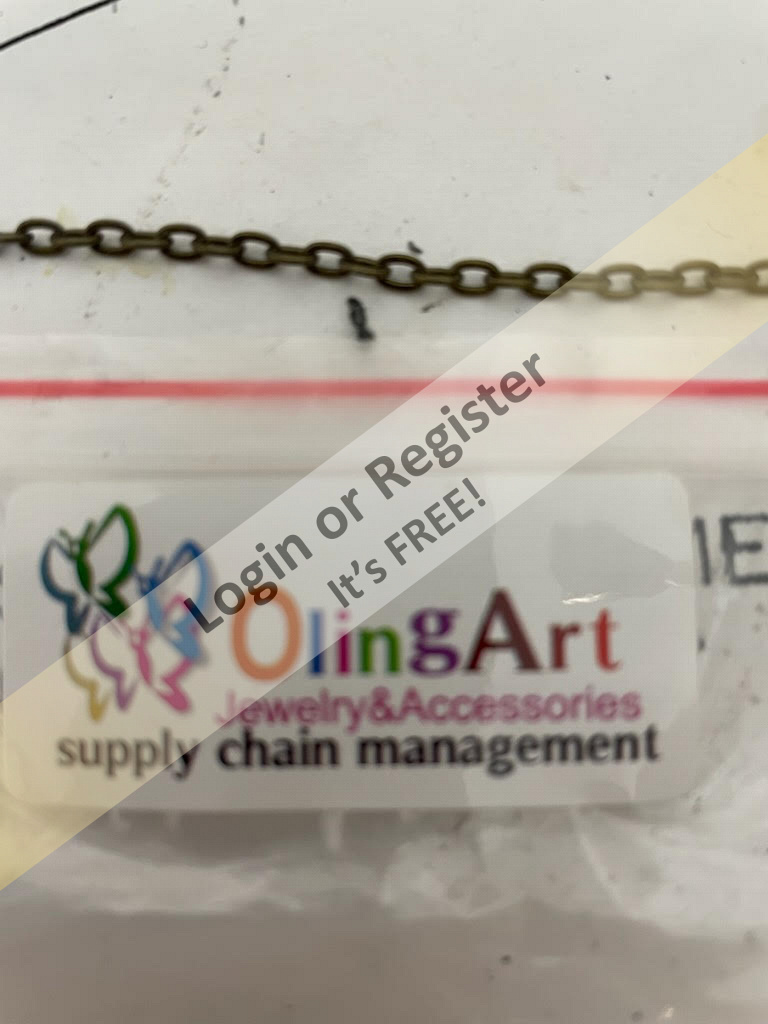 Login or Register
It's FREE!
OlingArt
Jewelry&Accessories
supply chain management